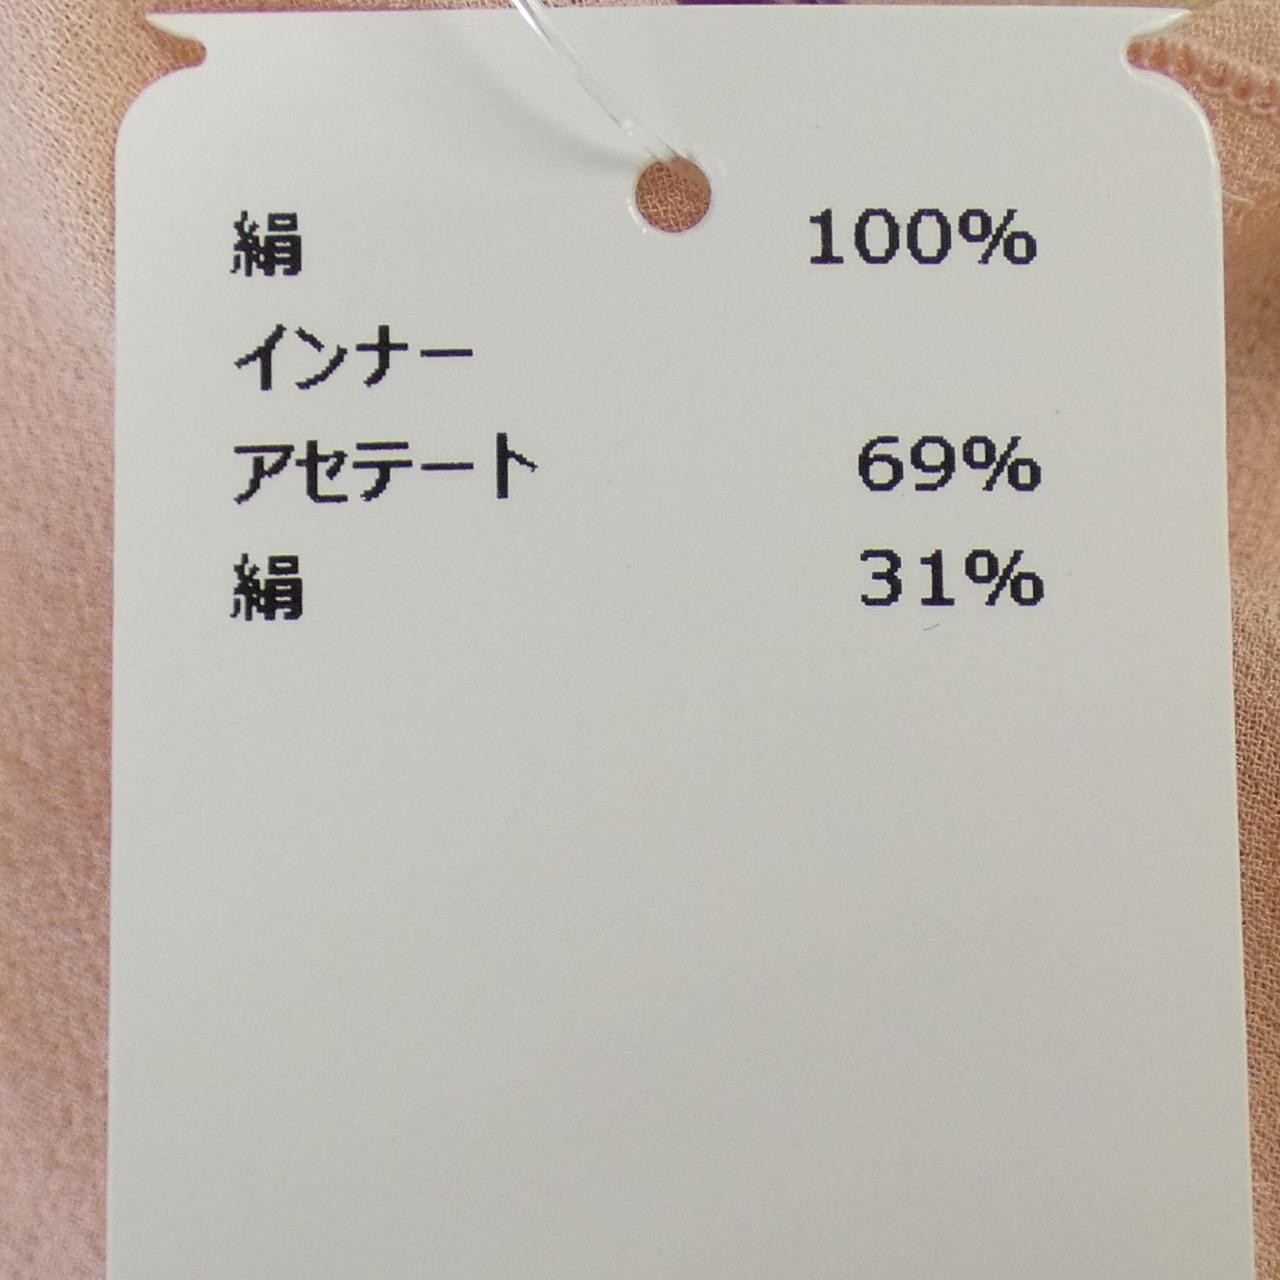 絹 100%
インナー
アセテート 69%
絹 31%